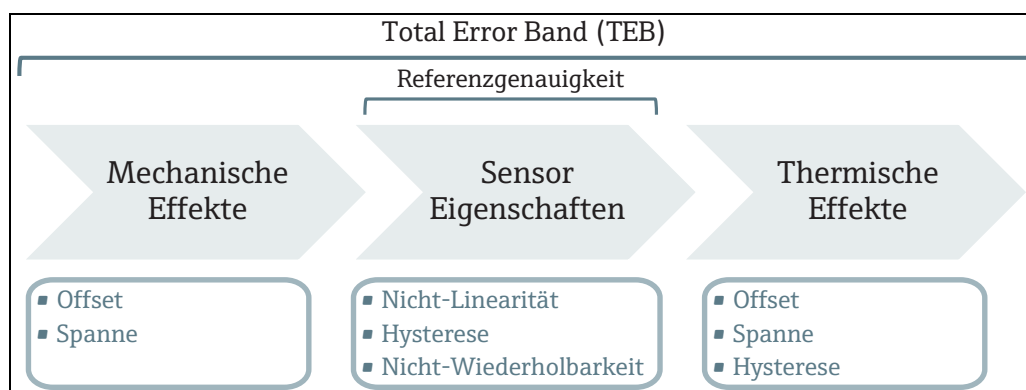 Total Error Band (TEB)
Referenzgenauigkeit
Mechanische
Effekte
Sensor
Eigenschaften
Thermische
Effekte
▪ Offset
▪ Spanne
▪ Nicht-Linearität
▪ Hysterese
▪ Nicht-Wiederholbarkeit
▪ Offset
▪ Spanne
▪ Hysterese